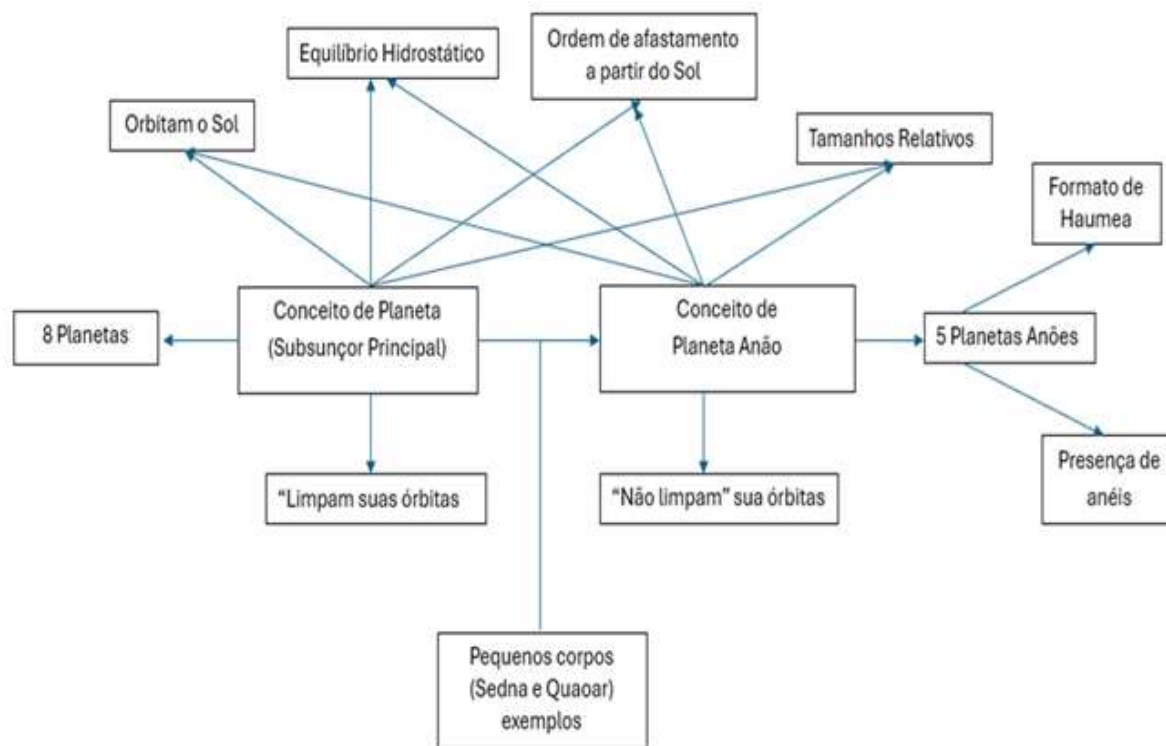 Ordem de afastamento
a partir do Sol
Equilíbrio Hidrostático
Orbitam o Sol
Tamanhos Relativos
Formato de
Haumea
Conceito de Planeta
(Subsunçor Principal)
Conceito de
Planeta Anão
8 Planetas
5 Planetas Anões
“Limpam suas órbitas
“Não limpam” sua órbitas
Presença de
anéis
Pequenos corpos
(Sedna e Quaoar)
exemplos